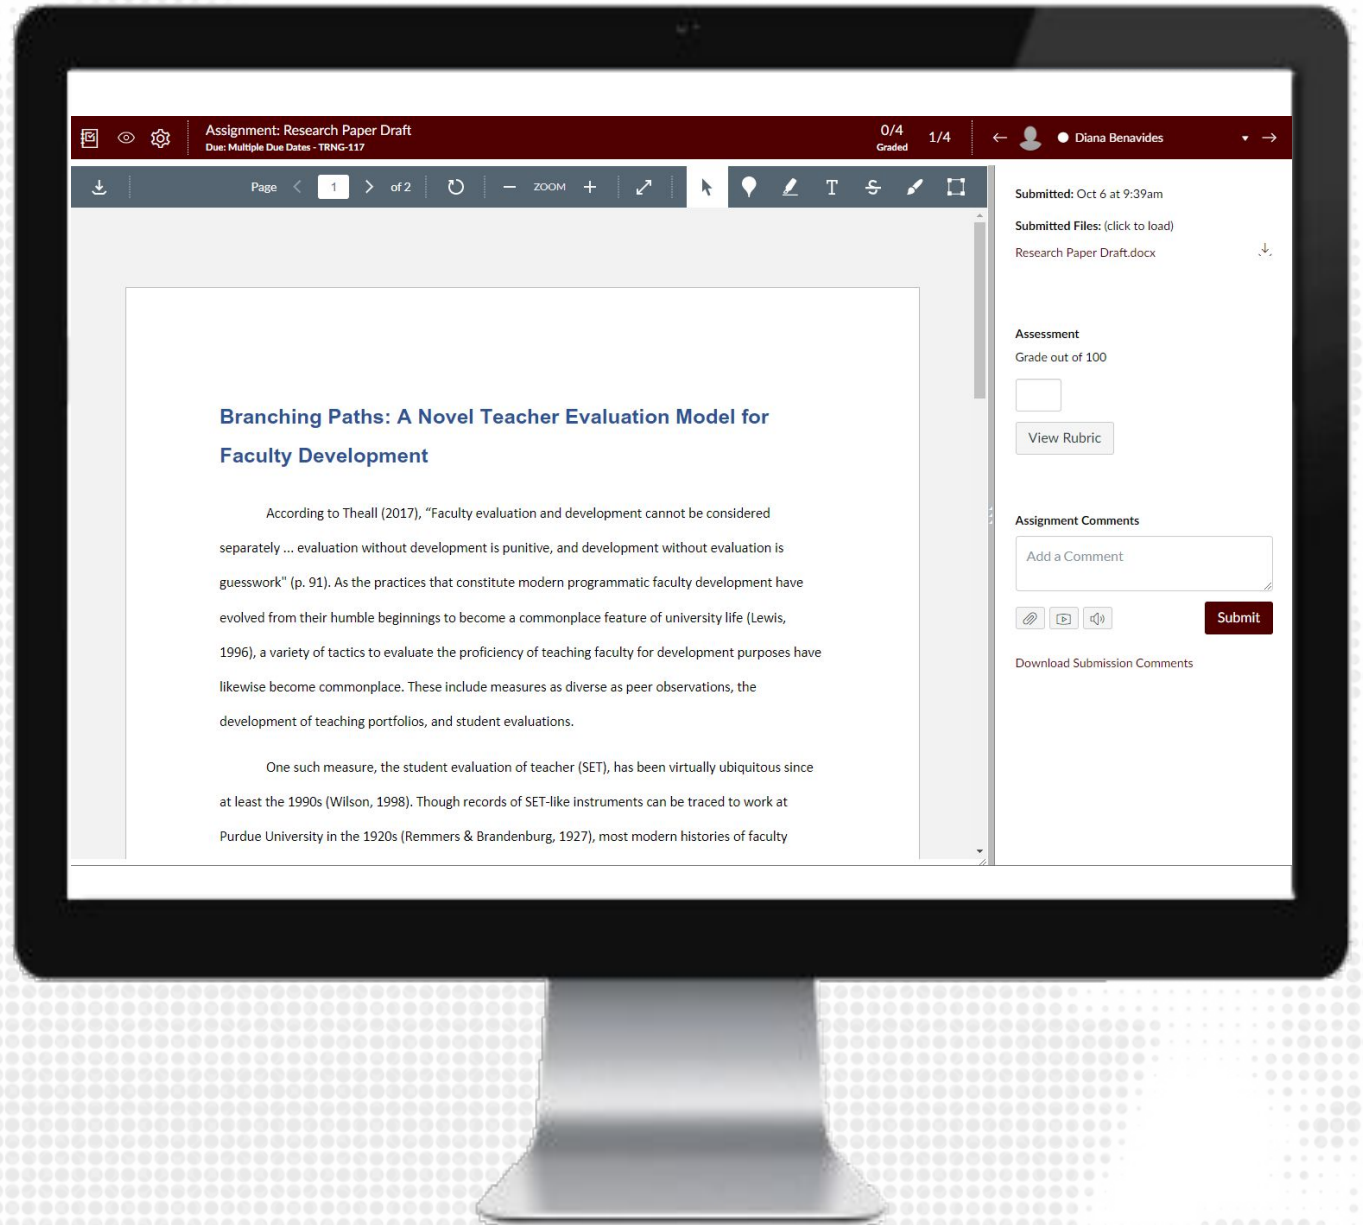 Assignment: Research Paper Draft
Due: Multiple Due Dates - TRNG-117
0/4
Graded
1/4
Diana Benavides
Page 1 of 2
ZOOM
T
S
Submitted: Oct 6 at 9:39am
Submitted Files: (click to load)
Research Paper Draft.docx
Assessment
Grade out of 100
View Rubric
Assignment Comments
Add a Comment
Submit
Download Submission Comments
Branching Paths: A Novel Teacher Evaluation Model for
Faculty Development
According to Theall (2017), “Faculty evaluation and development cannot be considered
separately ... evaluation without development is punitive, and development without evaluation is
guesswork" (p. 91). As the practices that constitute modern programmatic faculty development have
evolved from their humble beginnings to become a commonplace feature of university life (Lewis,
1996), a variety of tactics to evaluate the proficiency of teaching faculty for development purposes have
likewise become commonplace. These include measures as diverse as peer observations, the
development of teaching portfolios, and student evaluations.
One such measure, the student evaluation of teacher (SET), has been virtually ubiquitous since
at least the 1990s (Wilson, 1998). Though records of SET-like instruments can be traced to work at
Purdue University in the 1920s (Remmers & Brandenburg, 1927), most modern histories of faculty